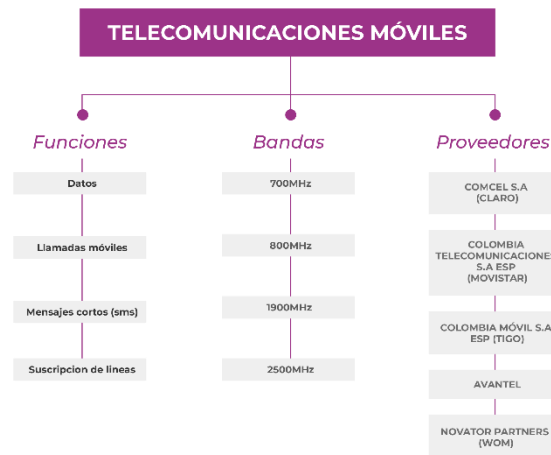 TELECOMUNICACIONES MÓVILES
Funciones
Datos
Llamadas móviles
Mensajes cortos (sms)
Suscripcion de lineas
Bandas
700MHz
800MHz
1900MHz
2500MHz
Proveedores
COMCEL S.A
(CLARO)
COLOMBIA
TELECOMUNICACIONES
S.A ESP
(MOVISTAR)
COLOMBIA MÓVIL S.A
ESP (TIGO)
AVANTEL
NOVATOR PARTNERS
(WOM)